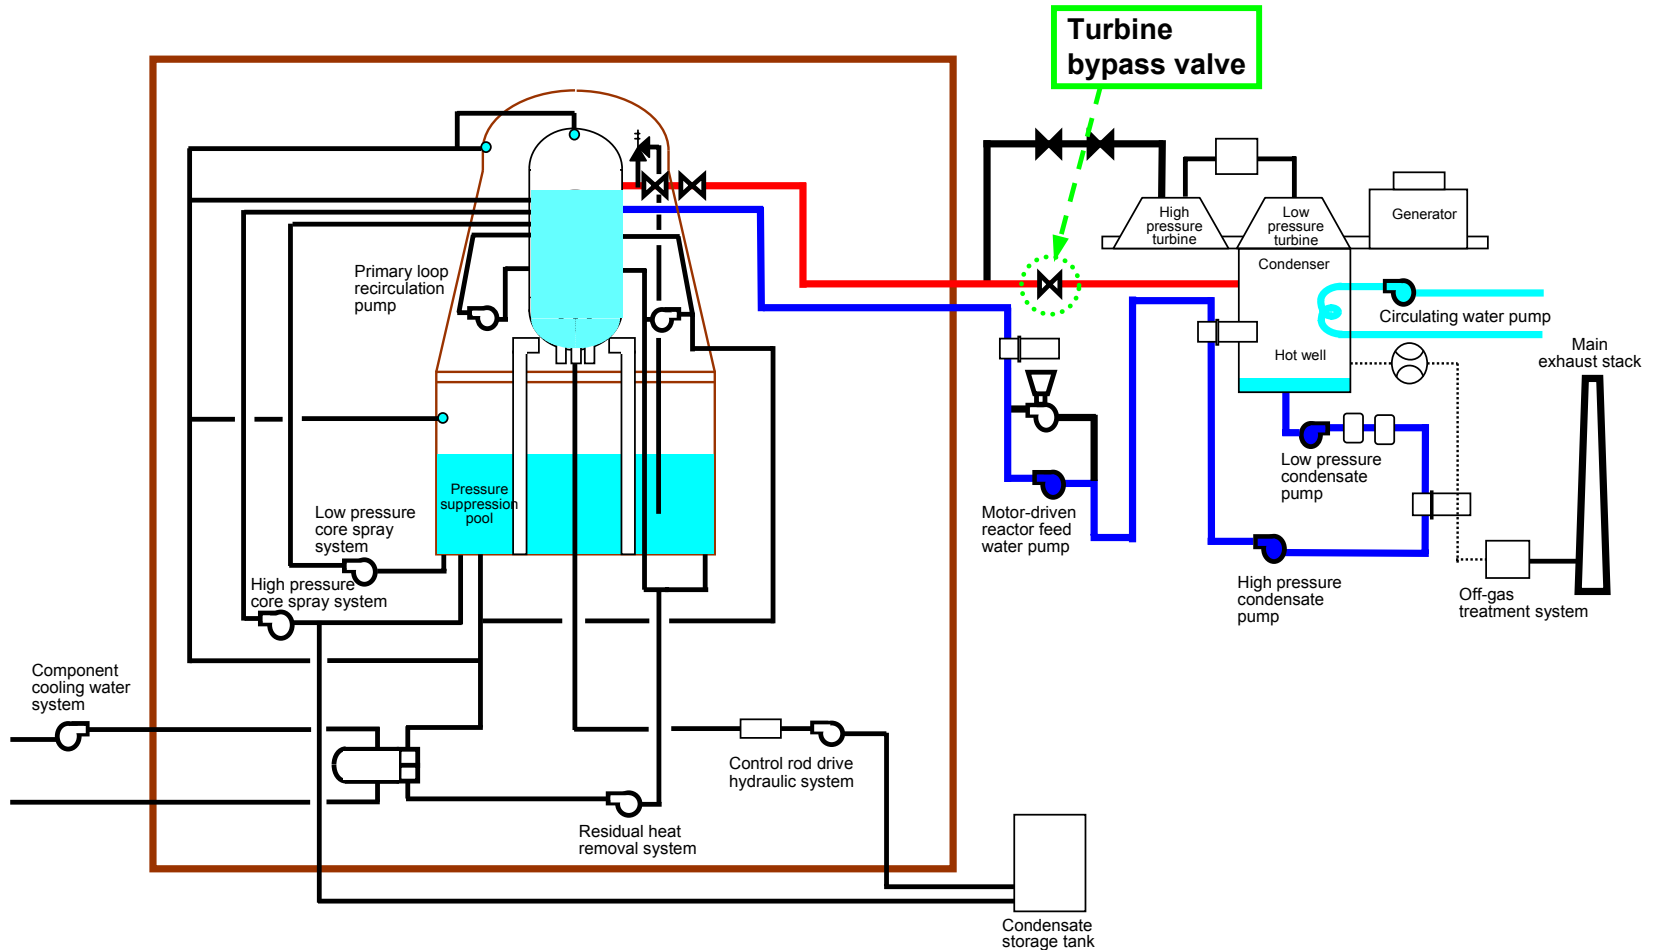 Turbine
bypass valve
High
pressure
turbine
Low
pressure
turbine
Generator
Condenser
Primary loop
recirculation
pump
Circulating water pump
Hot well
Main
exhaust stack
Low pressure
condensate
pump
Pressure
suppression
pool
Low pressure
core spray
system
Motor-driven
reactor feed
water pump
High pressure
core spray system
High pressure
condensate
pump
Off-gas
treatment system
Component
cooling water
system
Control rod drive
hydraulic system
Residual heat
removal system
Condensate
storage tank